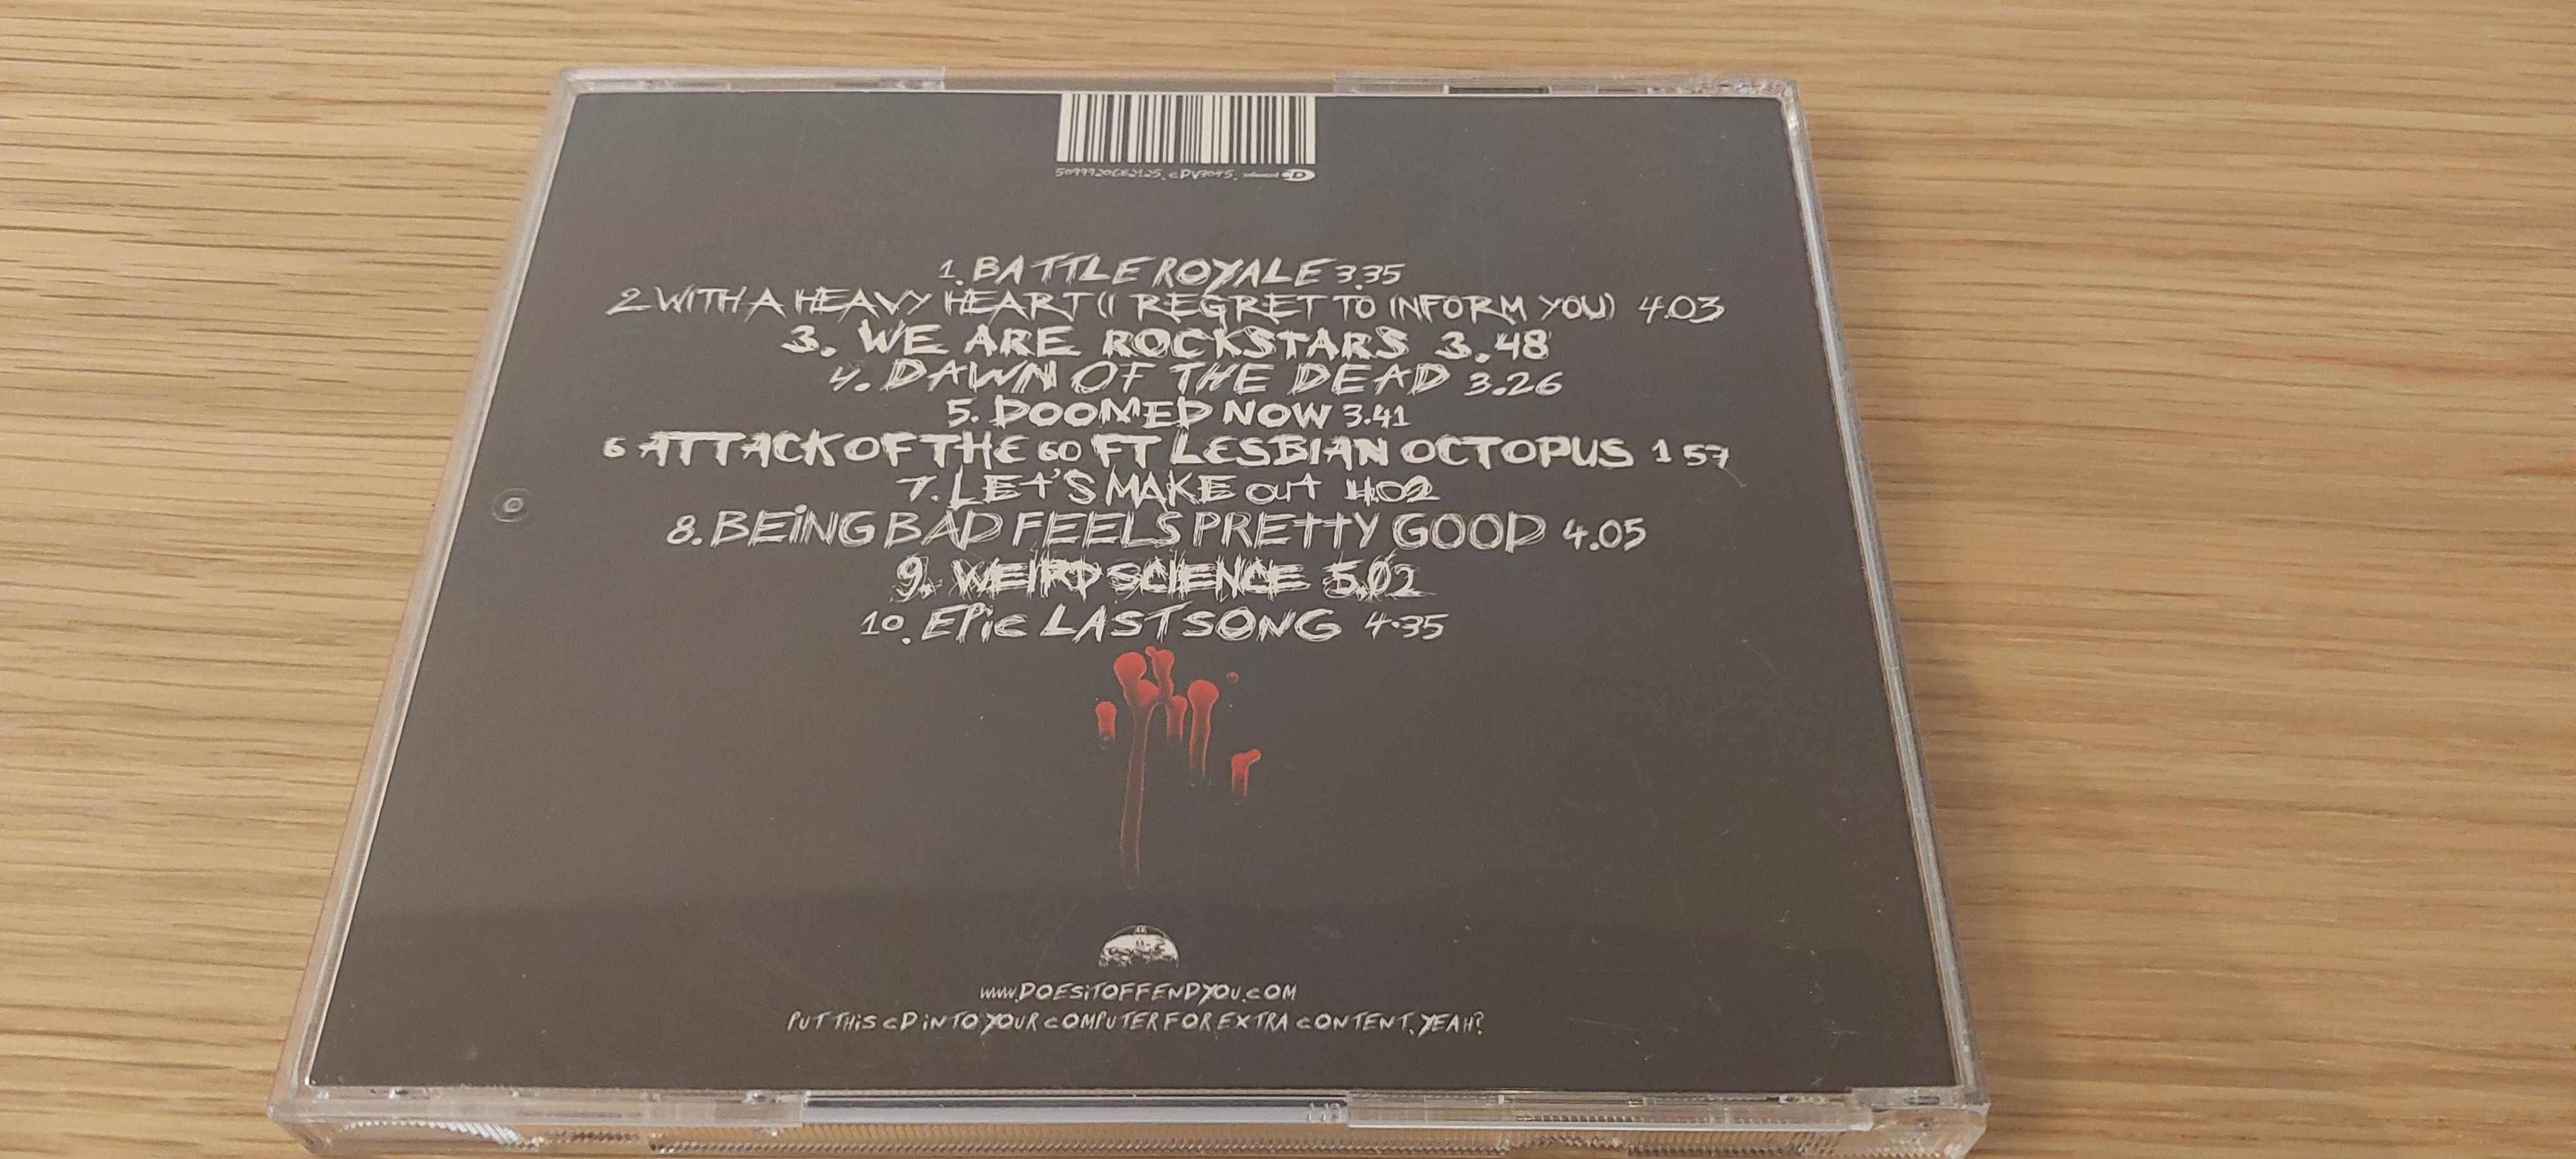 CDV3045. enhanced CD
1. BATTLE ROYALE 3.35
2 WITH A HEAVY HEART (I REGRET TO INFORM YOU) 4.03
3. WE ARE ROCKSTARS 3.48
4. DAWN OF THE DEAD 3.26
5. DOOMED NOW 3.41
6 ATTACK OF THE 60 FT LESBIAN OCTOPUS 1 57
7. LEt'S MAKE out 4.02
8. BEiNG BAD FEELS PREttY GOOD 4.05
9. WEIRD SCIENCE 5.02
10. EPic LAST SONG 4.35
www.DOESiTOFFENDYOU.COM
PUT THiS CD iNTO YOUR COMPUTER FOR EXTRA CONTENT, YEAH?